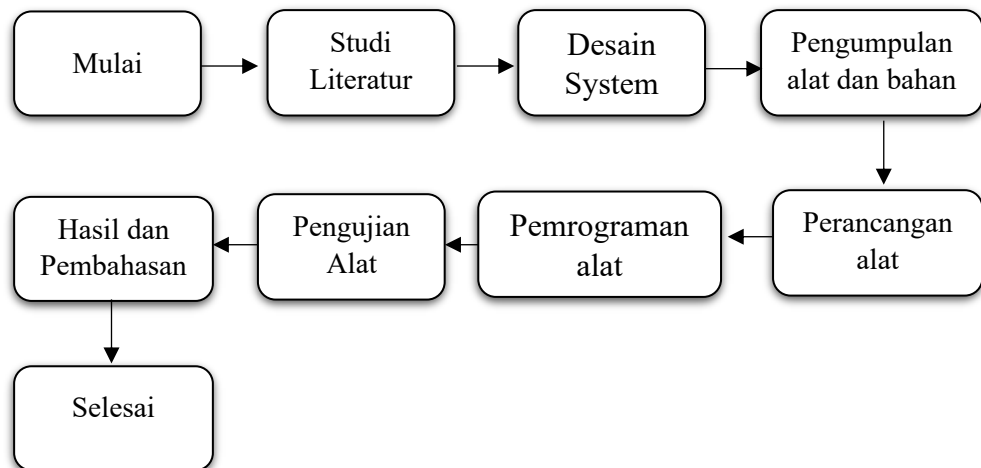 Mulai
Studi
Literatur
Desain
System
Pengumpulan
alat dan bahan
Perancangan
alat
Pemrograman
alat
Pengujian
Alat
Hasil dan
Pembahasan
Selesai